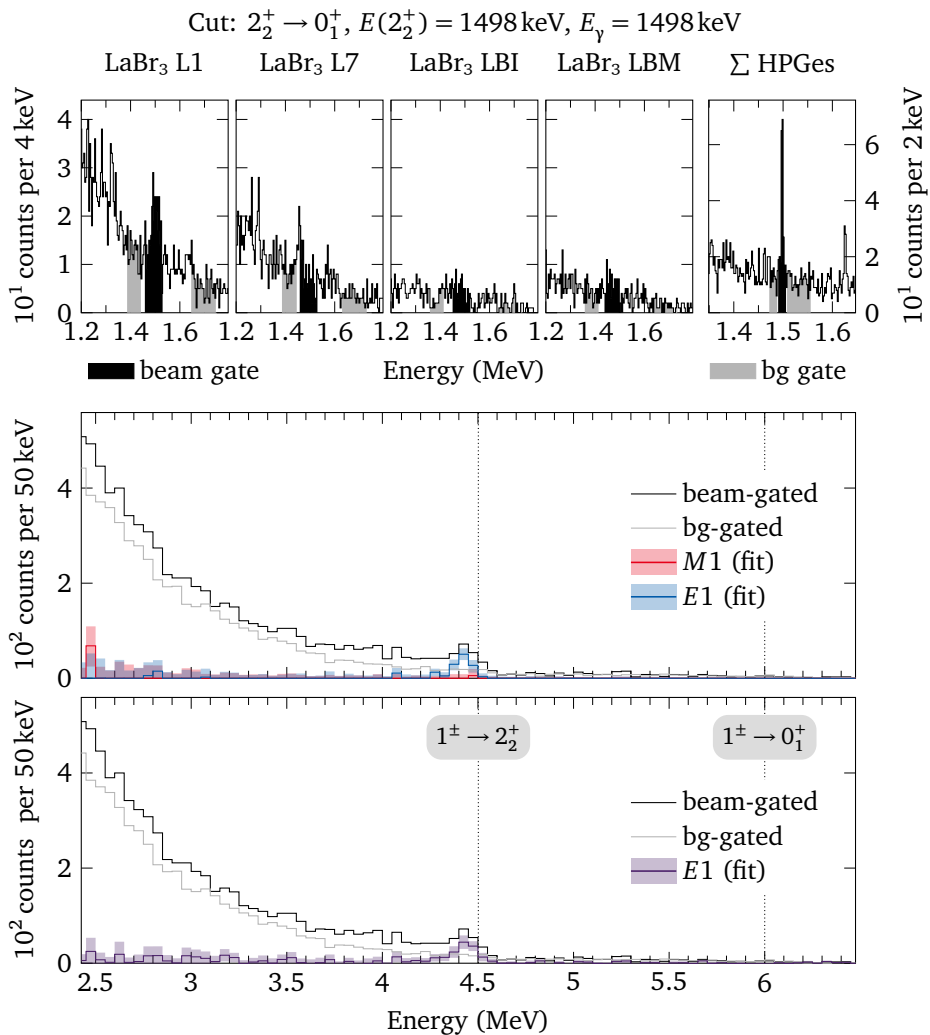 Cut: 2₂⁺ → 0₁⁺, E(2₂⁺) = 1498 keV, Eγ = 1498 keV
LaBr₃ L1 LaBr₃ L7 LaBr₃ LBI LaBr₃ LBM ∑ HPGes
10¹ counts per 4 keV
4
3
2
1
0
6
4
2
0
10¹ counts per 2 keV
1.2 1.4 1.6 1.2 1.4 1.6 1.2 1.4 1.6 1.2 1.4 1.6 1.4 1.5 1.6
beam gate Energy (MeV) bg gate
10² counts per 50 keV
4
2
0
beam-gated
bg-gated
M1 (fit)
E1 (fit)
10² counts per 50 keV
4
2
0
1± → 2₂⁺ 1± → 0₁⁺
beam-gated
bg-gated
E1 (fit)
2.5 3 3.5 4 4.5 5 5.5 6
Energy (MeV)